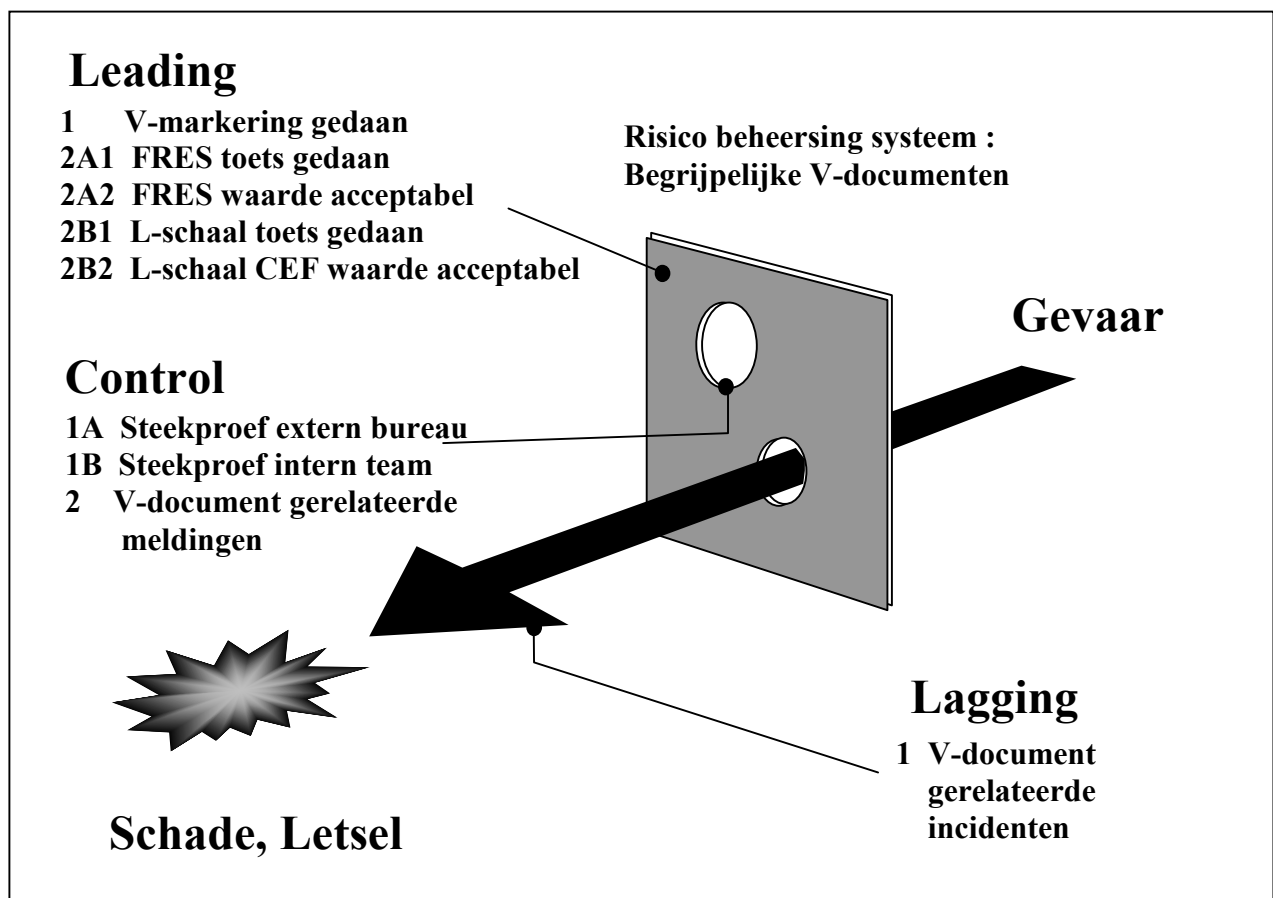 Leading
1 V-markering gedaan
2A1 FRES toets gedaan
2A2 FRES waarde acceptabel
2B1 L-schaal toets gedaan
2B2 L-schaal CEF waarde acceptabel
Risico beheersing systeem :
Begrijpelijke V-documenten
Gevaar
Control
1A Steekproef extern bureau
1B Steekproef intern team
2 V-document gerelateerde
meldingen
Lagging
1 V-document
gerelateerde
incidenten
Schade, Letsel